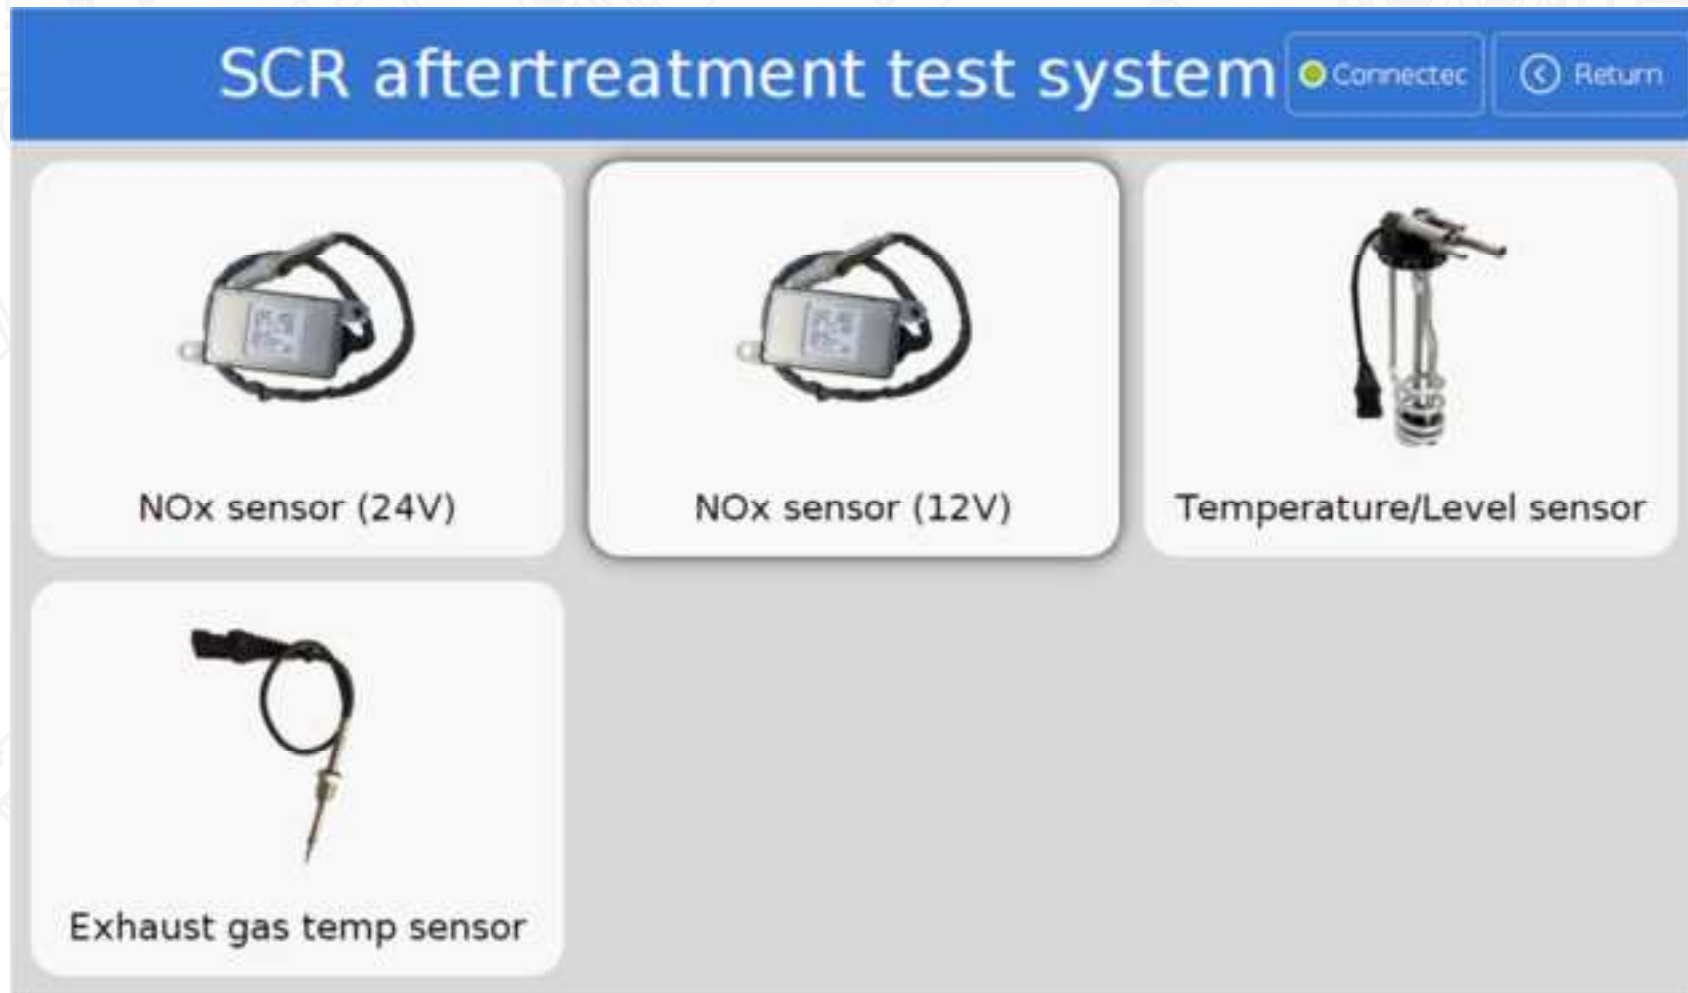 SCR aftertreatment test system
Connectec
Return
NOx sensor (24V)
NOx sensor (12V)
Temperature/Level sensor
Exhaust gas temp sensor